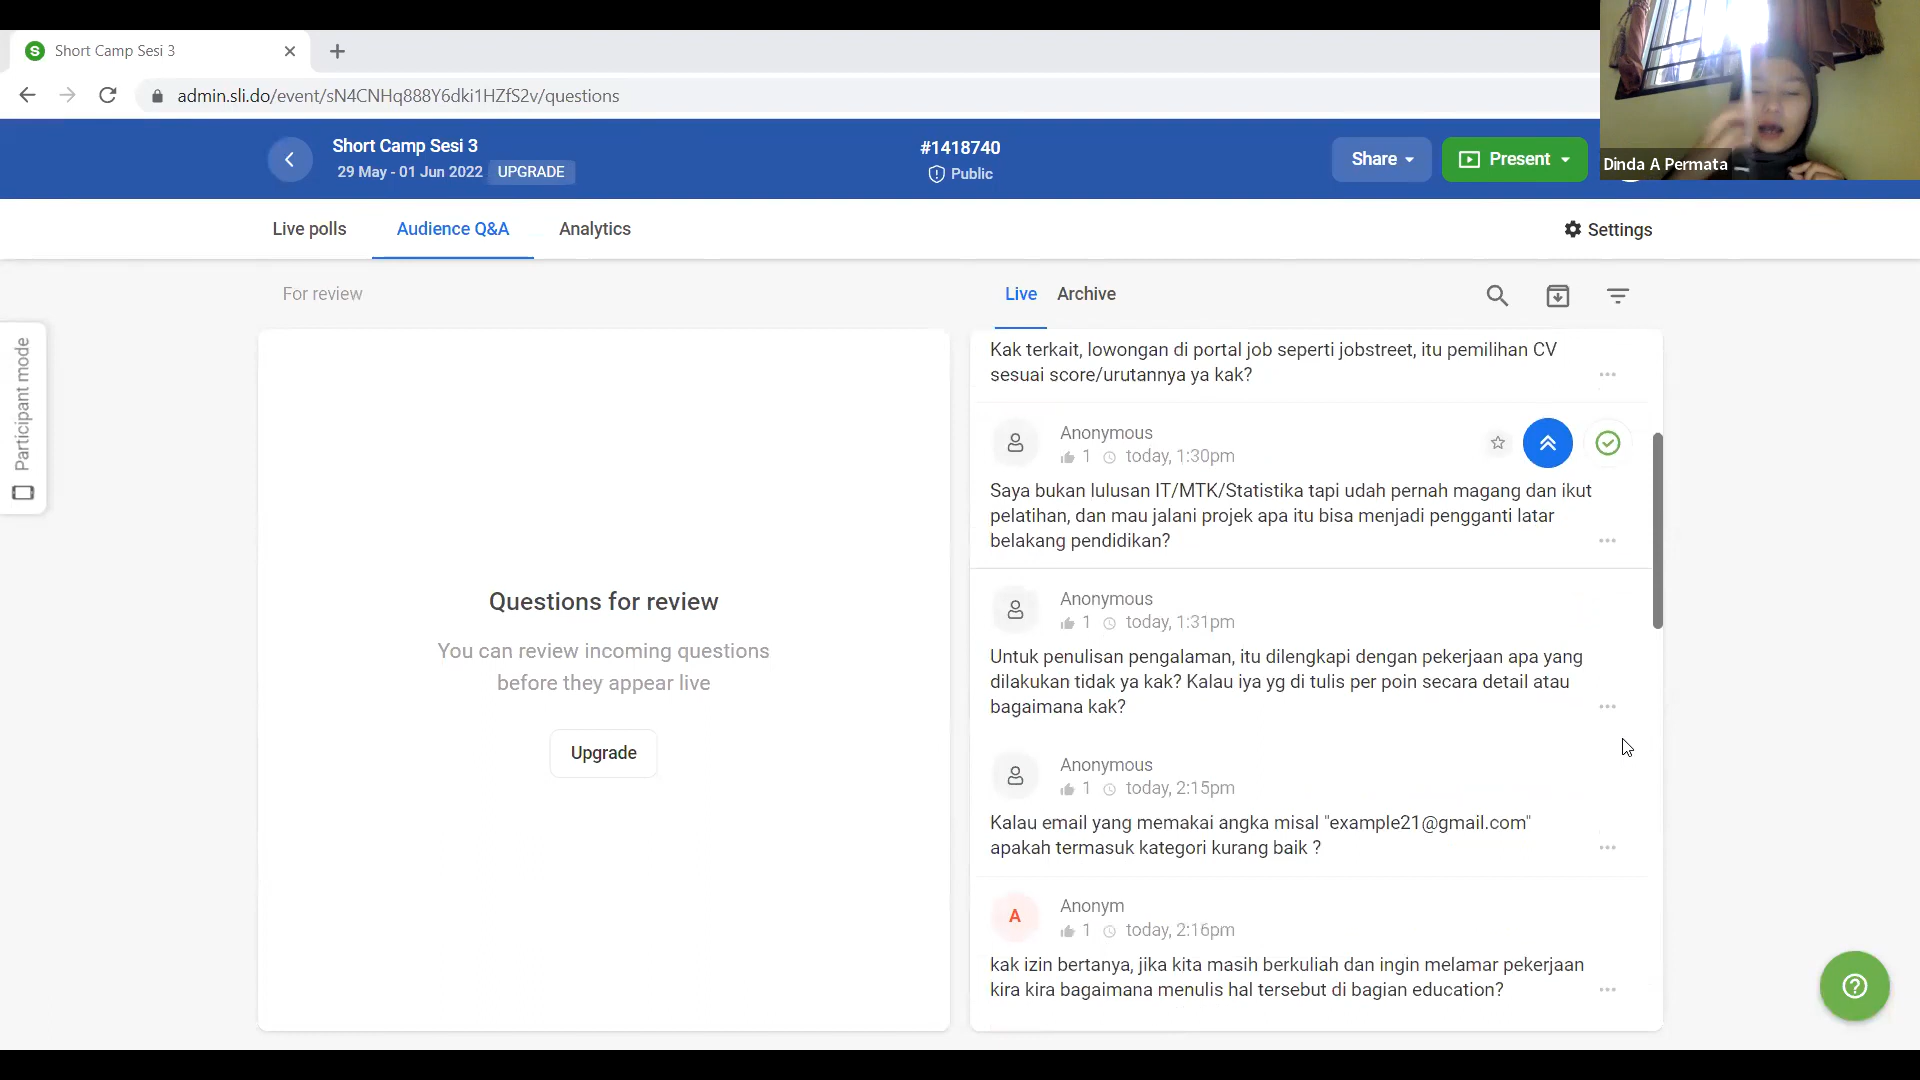 S Short Camp Sesi 3
admin.sli.do/event/sN4CNHq888Y6dki1HZfS2v/questions
Dinda A Permata
Short Camp Sesi 3
29 May - 01 Jun 2022 UPGRADE
#1418740
Public
Share
Present
Live polls Audience Q&A Analytics
Settings
For review
Participant mode
Questions for review
You can review incoming questions
before they appear live
Upgrade
Live Archive
Kak terkait, lowongan di portal job seperti jobstreet, itu pemilihan CV
sesuai score/urutannya ya kak?
Anonymous
1 today, 1:30pm
Saya bukan lulusan IT/MTK/Statistika tapi udah pernah magang dan ikut
pelatihan, dan mau jalani projek apa itu bisa menjadi pengganti latar
belakang pendidikan?
Anonymous
1 today, 1:31pm
Untuk penulisan pengalaman, itu dilengkapi dengan pekerjaan apa yang
dilakukan tidak ya kak? Kalau iya yg di tulis per poin secara detail atau
bagaimana kak?
Anonymous
1 today, 2:15pm
Kalau email yang memakai angka misal "example21@gmail.com"
apakah termasuk kategori kurang baik ?
A
Anonym
1 today, 2:16pm
kak izin bertanya, jika kita masih berkuliah dan ingin melamar pekerjaan
kira kira bagaimana menulis hal tersebut di bagian education?